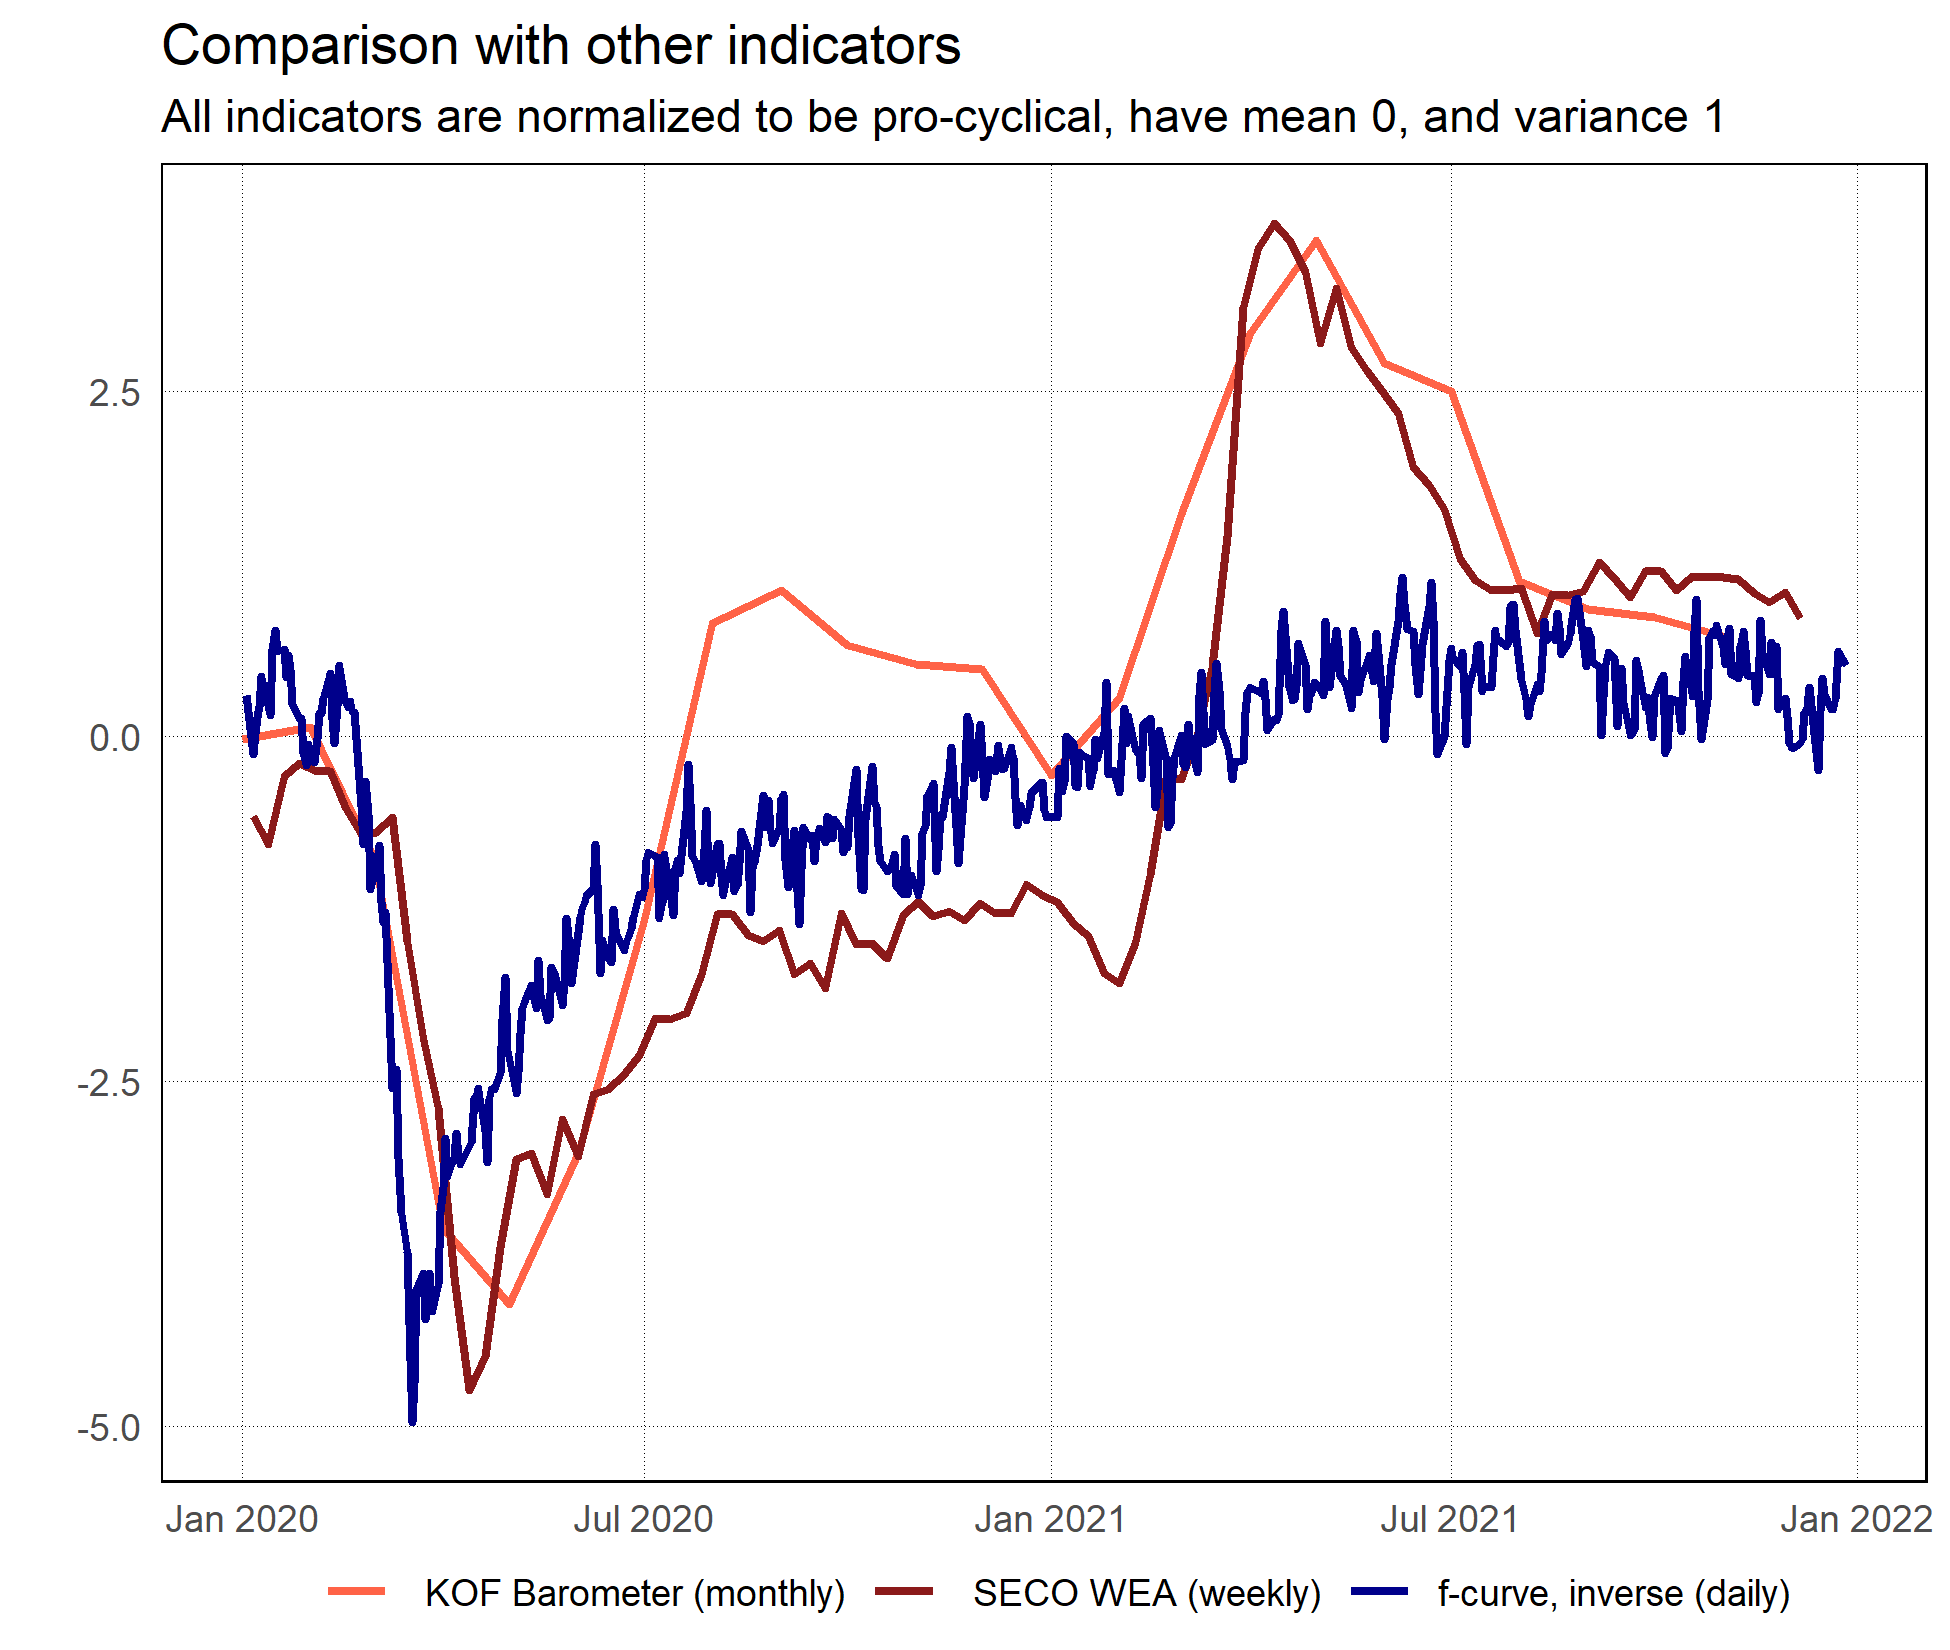 Comparison with other indicators
All indicators are normalized to be pro-cyclical, have mean 0, and variance 1
2.5
0.0
-2.5
-5.0
Jan 2020 Jul 2020 Jan 2021 Jul 2021 Jan 2022
KOF Barometer (monthly) SECO WEA (weekly) f-curve, inverse (daily)